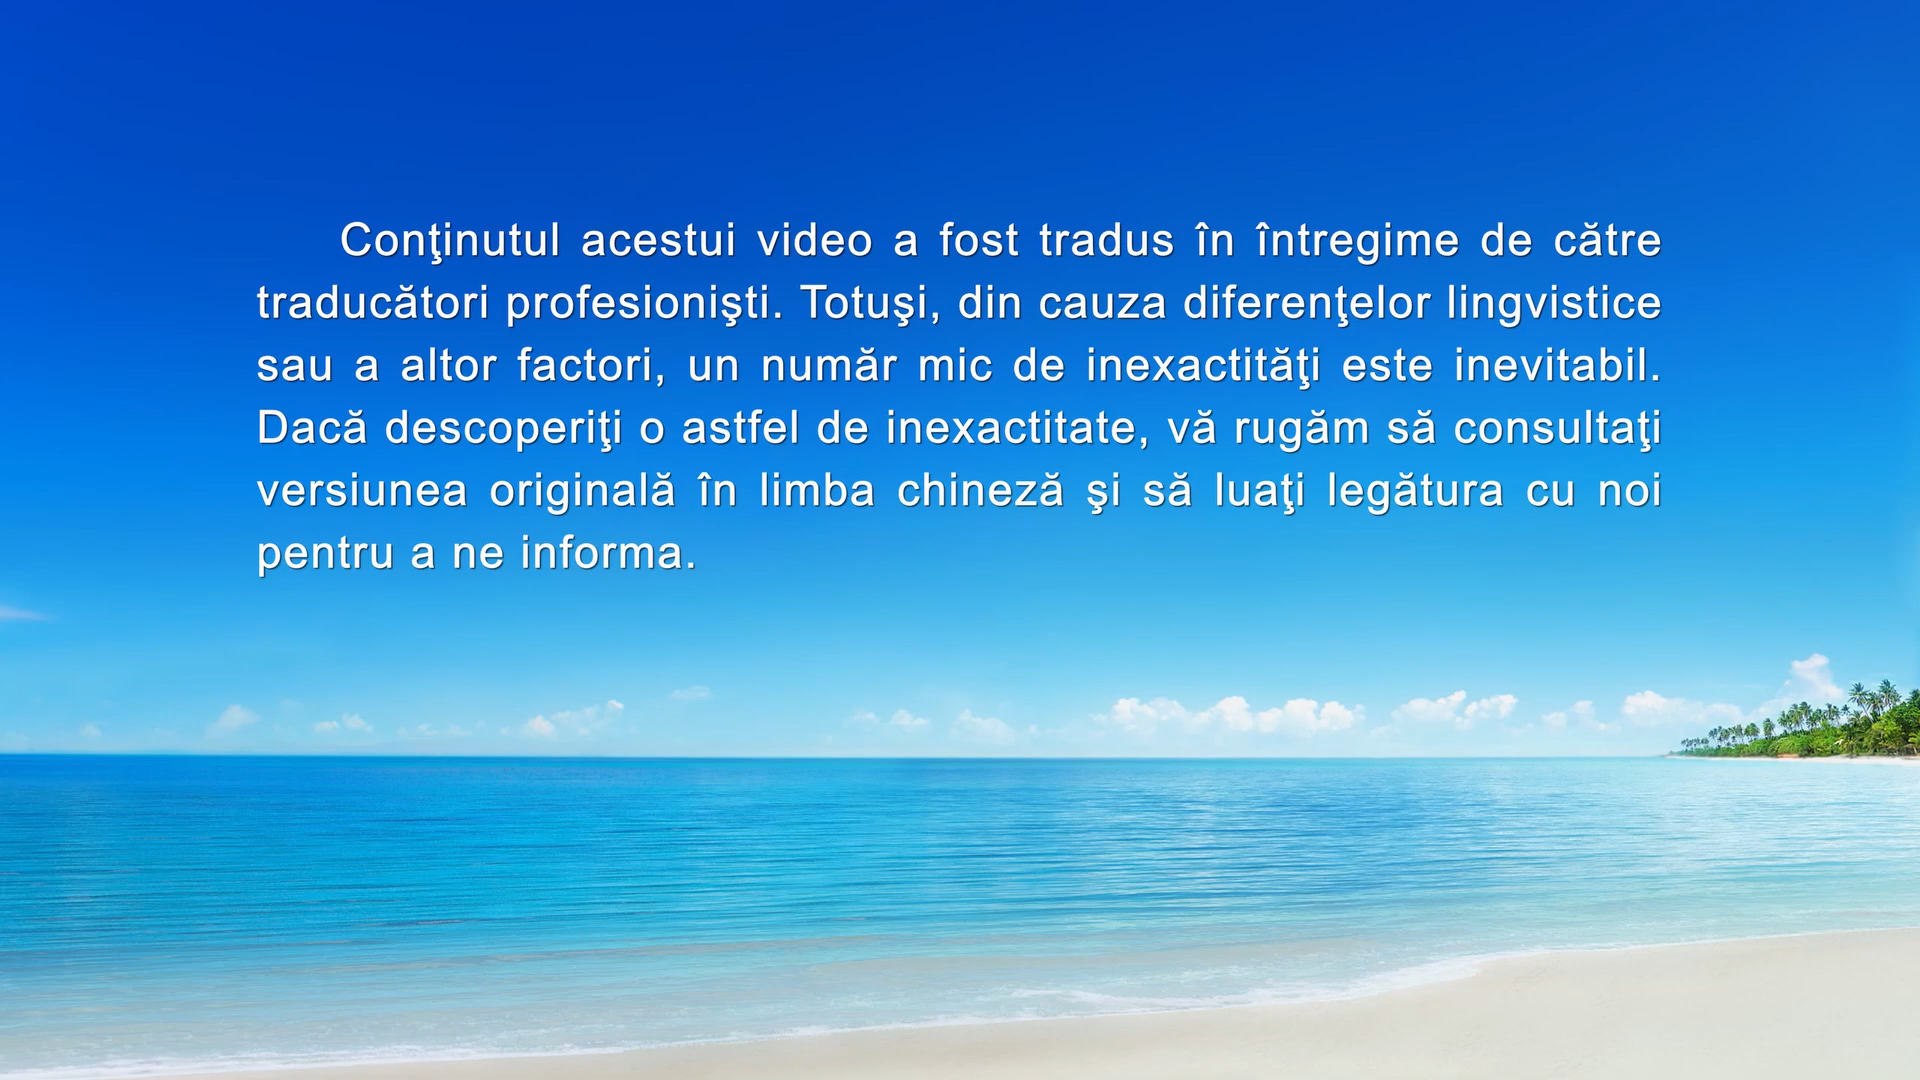 Conţinutul acestui video a fost tradus în întregime de către
traducători profesionişti. Totuşi, din cauza diferenţelor lingvistice
sau a altor factori, un număr mic de inexactităţi este inevitabil.
Dacă descoperiţi o astfel de inexactitate, vă rugăm să consultaţi
versiunea originală în limba chineză şi să luaţi legătura cu noi
pentru a ne informa.